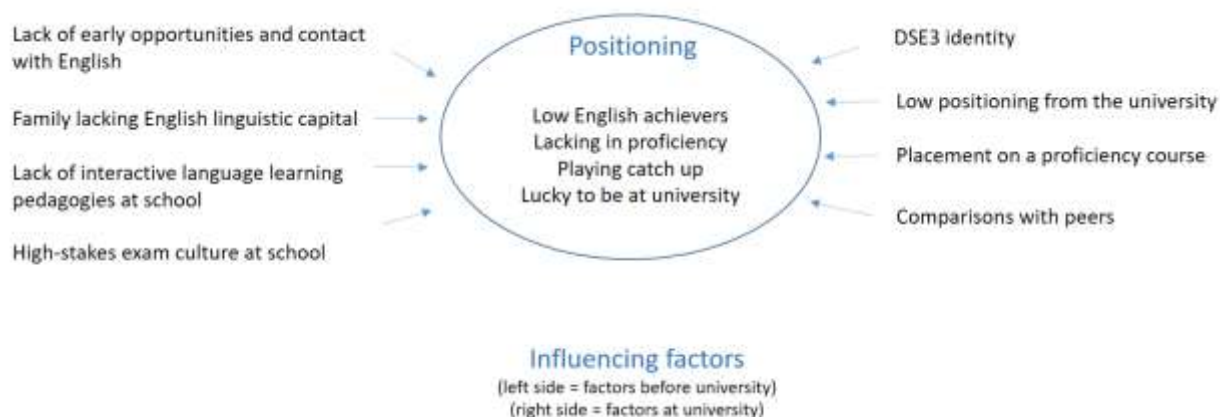 Lack of early opportunities and contact
with English
Family lacking English linguistic capital
Lack of interactive language learning
pedagogies at school
High-stakes exam culture at school
Positioning
Low English achievers
Lacking in proficiency
Playing catch up
Lucky to be at university
DSE3 identity
Low positioning from the university
Placement on a proficiency course
Comparisons with peers
Influencing factors
(left side = factors before university)
(right side = factors at university)